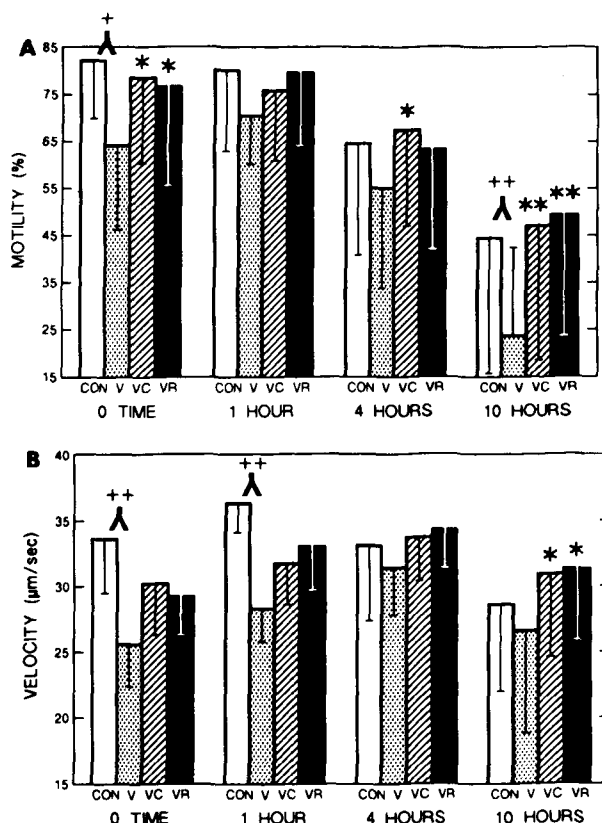 A
+
* *
*
++
** **
85
75
65
55
45
35
25
15
MOTILITY (%)
CON V VC VR CON V VC VR CON V VC VR CON V VC VR
0 TIME 1 HOUR 4 HOURS 10 HOURS
B
++
++
* *
40
35
30
25
20
15
VELOCITY (µm/sec)
CON V VC VR CON V VC VR CON V VC VR CON V VC VR
0 TIME 1 HOUR 4 HOURS 10 HOURS